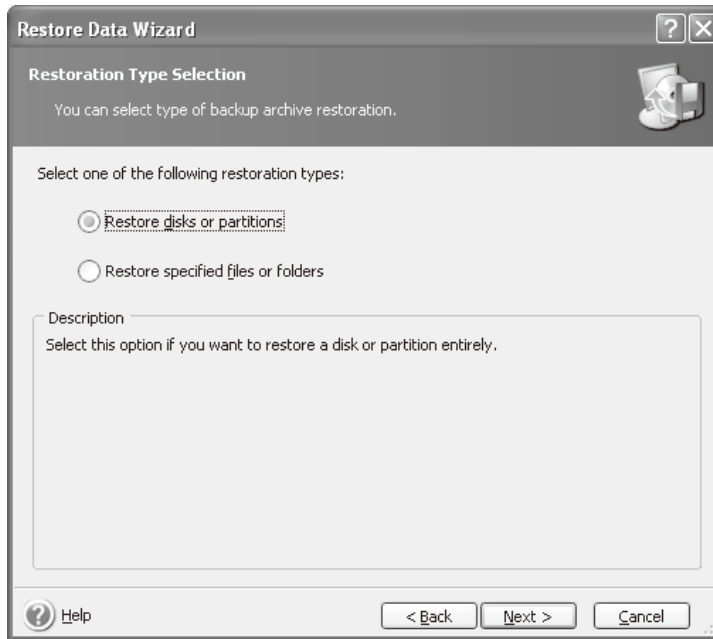 Restore Data Wizard
Restoration Type Selection
You can select type of backup archive restoration.
Select one of the following restoration types:
Restore disks or partitions
Restore specified files or folders
Description
Select this option if you want to restore a disk or partition entirely.
Help
< Back
Next >
Cancel